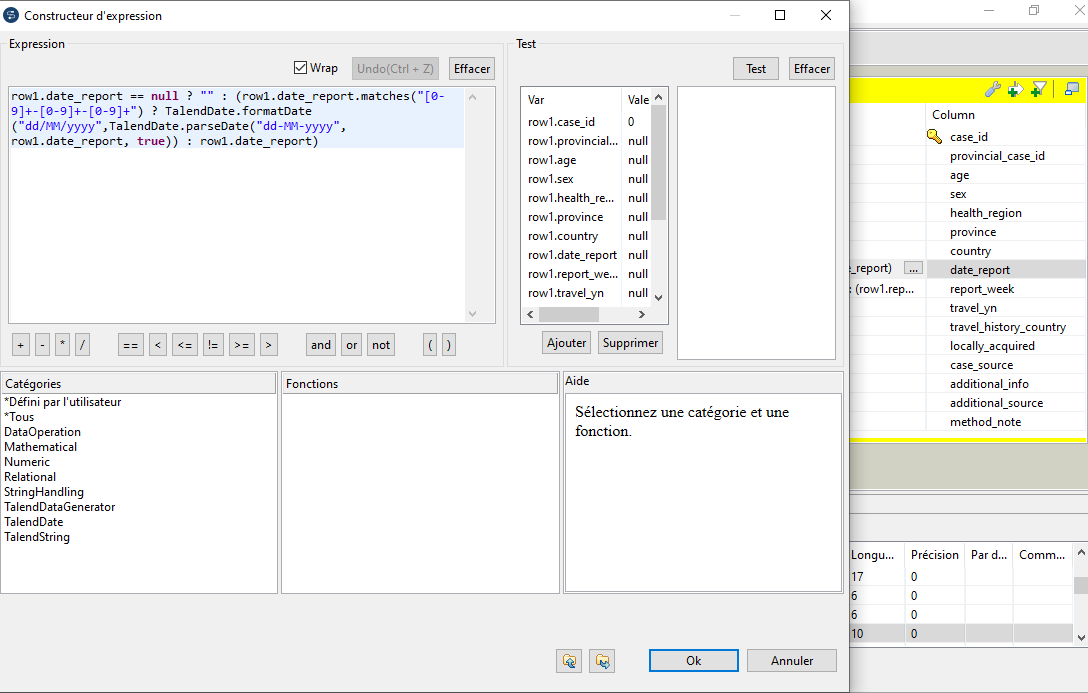 Constructeur d'expression
Expression
Wrap
Undo(Ctrl + Z)
Effacer
row1.date_report == null ? "" : (row1.date_report.matches("[0-
9]+-[0-9]+-[0-9]+") ? TalendDate.formatDate
("dd/MM/yyyy",TalendDate.parseDate("dd-MM-yyyy",
row1.date_report, true)) : row1.date_report)
+ - * / == < <= != >= > and or not ( )
Test
Test
Effacer
Var Vale
row1.case_id 0
row1.provincial... null
row1.age null
row1.sex null
row1.health_re... null
row1.province null
row1.country null
row1.date_report null
row1.report_we... null
row1.travel_yn null
Ajouter
Supprimer
Catégories
*Défini par l'utilisateur
*Tous
DataOperation
Mathematical
Numeric
Relational
StringHandling
TalendDataGenerator
TalendDate
TalendString
Fonctions
Aide
Sélectionnez une catégorie et une
fonction.
Ok
Annuler
Column
case_id
provincial_case_id
age
sex
health_region
province
country
e_report) ... date_report
: (row1.rep... report_week
travel_yn
travel_history_country
locally_acquired
case_source
additional_info
additional_source
method_note
Longu... Précision Par d... Comm...
17 0
6 0
6 0
10 0